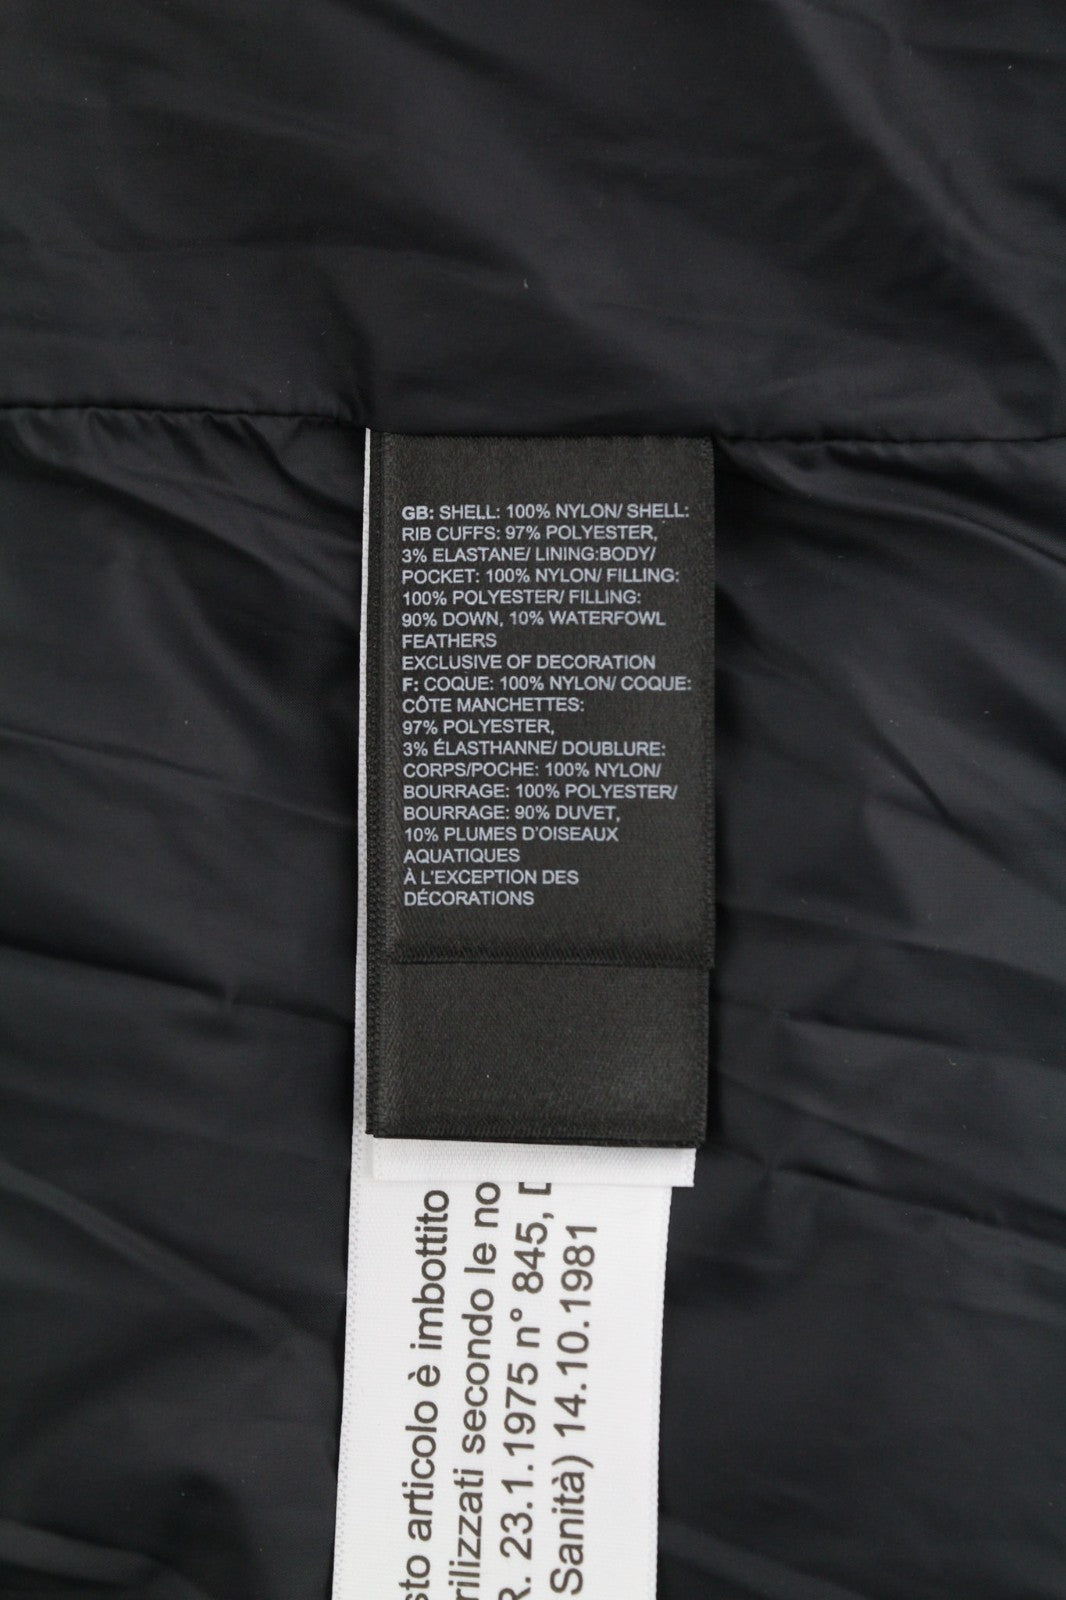 GB: SHELL: 100% NYLON/ SHELL:
RIB CUFFS: 97% POLYESTER,
3% ELASTANE/ LINING:BODY/
POCKET: 100% NYLON/ FILLING:
100% POLYESTER/ FILLING:
90% DOWN, 10% WATERFOWL
FEATHERS
EXCLUSIVE OF DECORATION
F: COQUE: 100% NYLON/ COQUE:
CÔTE MANCHETTES:
97% POLYESTER,
3% ÉLASTHANNE/ DOUBLURE:
CORPS/POCHE: 100% NYLON/
BOURRAGE: 100% POLYESTER/
BOURRAGE: 90% DUVET,
10% PLUMES D'OISEAUX
AQUATIQUES
À L'EXCEPTION DES
DÉCORATIONS
sto articolo è imbottito
rilizzati secondo le no
R. 23.1.1975 n° 845, D
Sanità) 14.10.1981